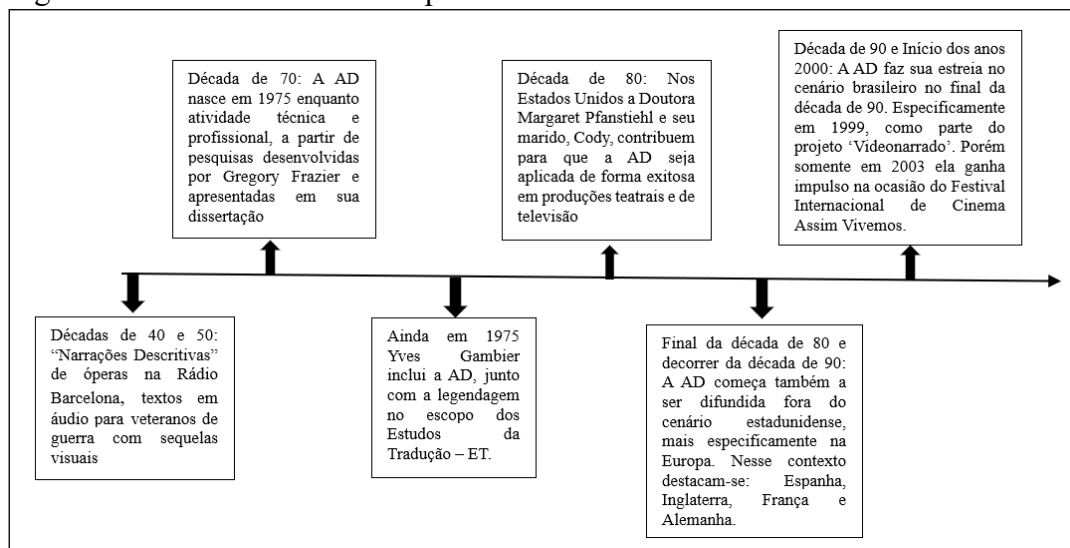 Década de 70: A AD
nasce em 1975 enquanto
atividade técnica e
profissional, a partir de
pesquisas desenvolvidas
por Gregory Frazier e
apresentadas em sua
dissertação
Década de 80: Nos
Estados Unidos a Doutora
Margaret Pfanstiehl e seu
marido, Cody, contribuem
para que a AD seja
aplicada de forma exitosa
em produções teatrais e de
televisão
Década de 90 e Início dos anos
2000: A AD faz sua estreia no
cenário brasileiro no final da
década de 90. Especificamente
em 1999, como parte do
projeto ‘Videonarrado’. Porém
somente em 2003 ela ganha
impulso na ocasião do Festival
Internacional de Cinema
Assim Vivemos.
Décadas de 40 e 50:
“Narrações Descritivas”
de óperas na Rádio
Barcelona, textos em
áudio para veteranos de
guerra com sequelas
visuais
Ainda em 1975
Yves Gambier
inclui a AD, junto
com a legendagem
no escopo dos
Estudos da
Tradução – ET.
Final da década de 80 e
decorrer da década de 90:
A AD começa também a
ser difundida fora do
cenário estadunidense,
mais especificamente na
Europa. Nesse contexto
destacam-se: Espanha,
Inglaterra, França e
Alemanha.